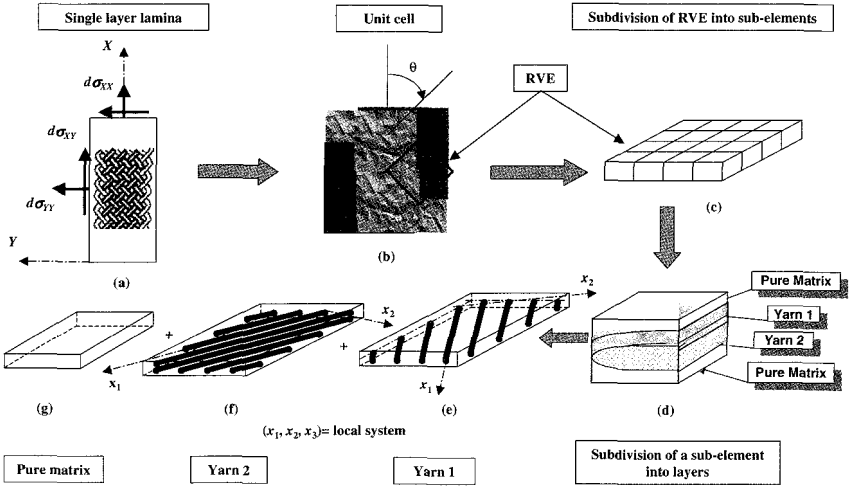 Single layer lamina
Unit cell
Subdivision of RVE into sub-elements
X
dσXX
dσXY
dσYY
Y
(a)
θ
(b)
RVE
(c)
Pure Matrix
Yarn 1
Yarn 2
Pure Matrix
(d)
x2
x1
(e)
+
x2
x1
(f)
+
(g)
(x1, x2, x3)= local system
Pure matrix
Yarn 2
Yarn 1
Subdivision of a sub-element
into layers